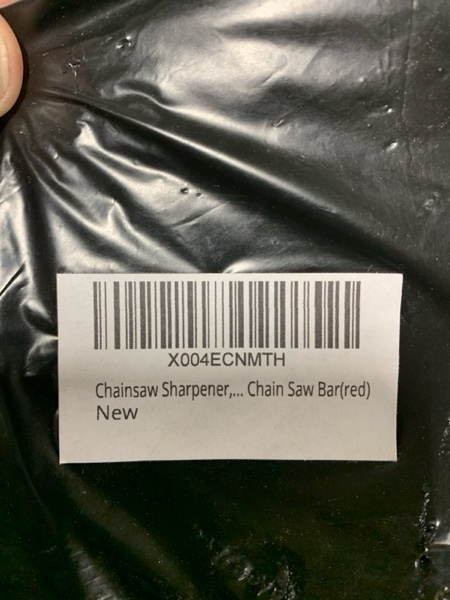 X004ECNMTH
Chainsaw Sharpener,... Chain Saw Bar(red)
New